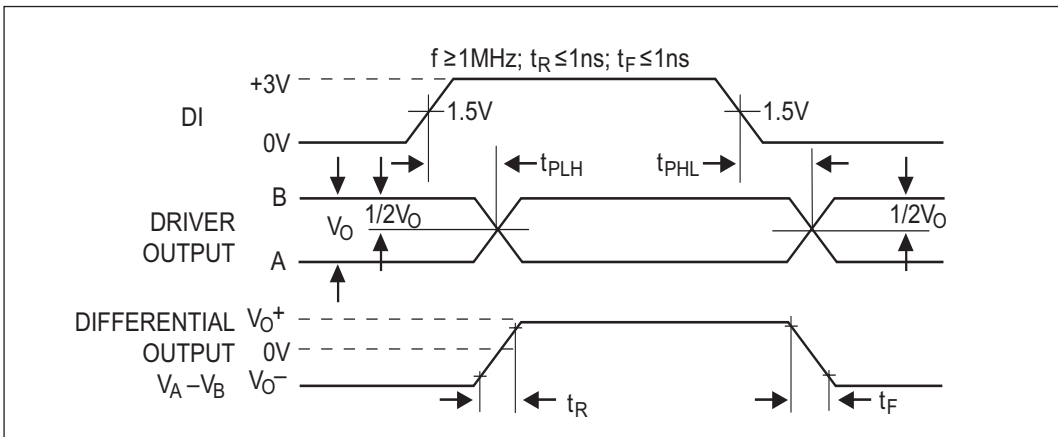 f ≥1MHz; tR ≤1ns; tF ≤1ns
+3V
DI
1.5V
1.5V
0V
tPLH
tPHL
B
DRIVER
OUTPUT
VO
1/2VO
1/2VO
A
DIFFERENTIAL
OUTPUT
VA –VB
VO+
0V
VO–
tR
tF